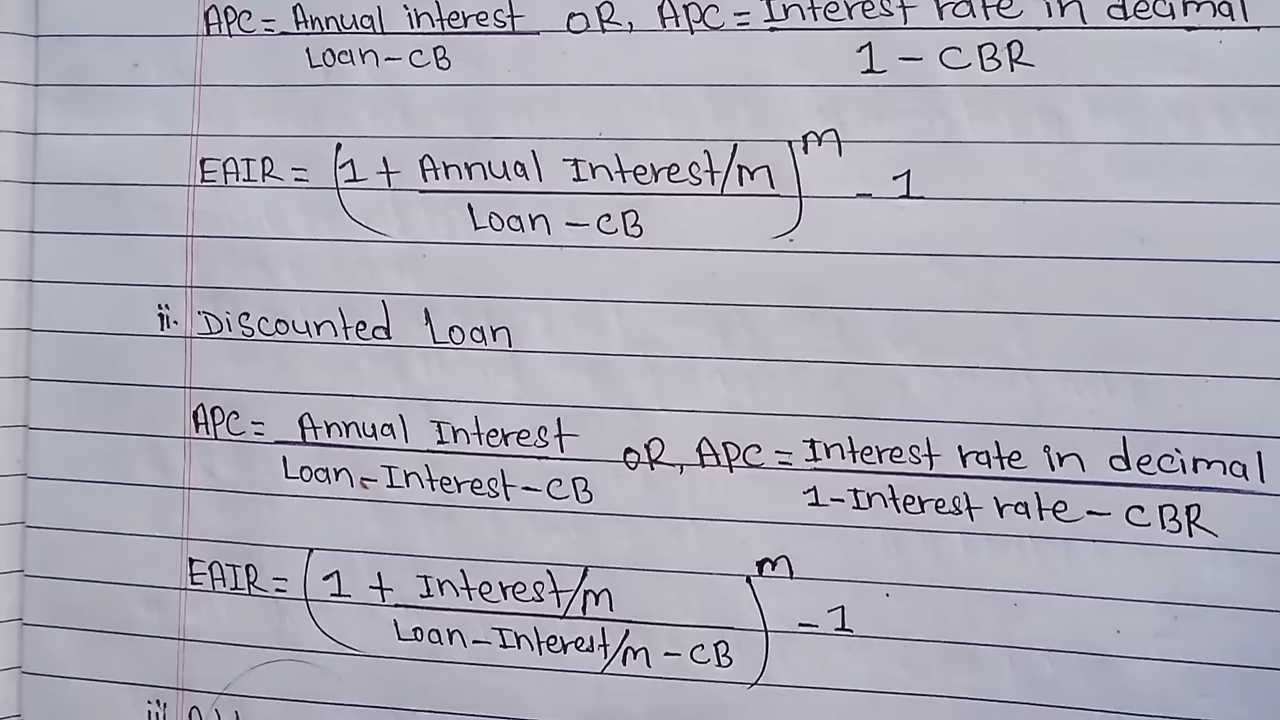 APC = Annual interest / Loan - CB OR, APC = Interest rate in decimal / 1 - CBR
EAIR = (1 + Annual Interest/m / Loan - CB)^m - 1
ii. Discounted Loan
APC = Annual Interest / Loan - Interest - CB OR, APC = Interest rate in decimal / 1 - Interest rate - CBR
EAIR = (1 + Interest/m / Loan - Interest/m - CB)^m - 1
iii